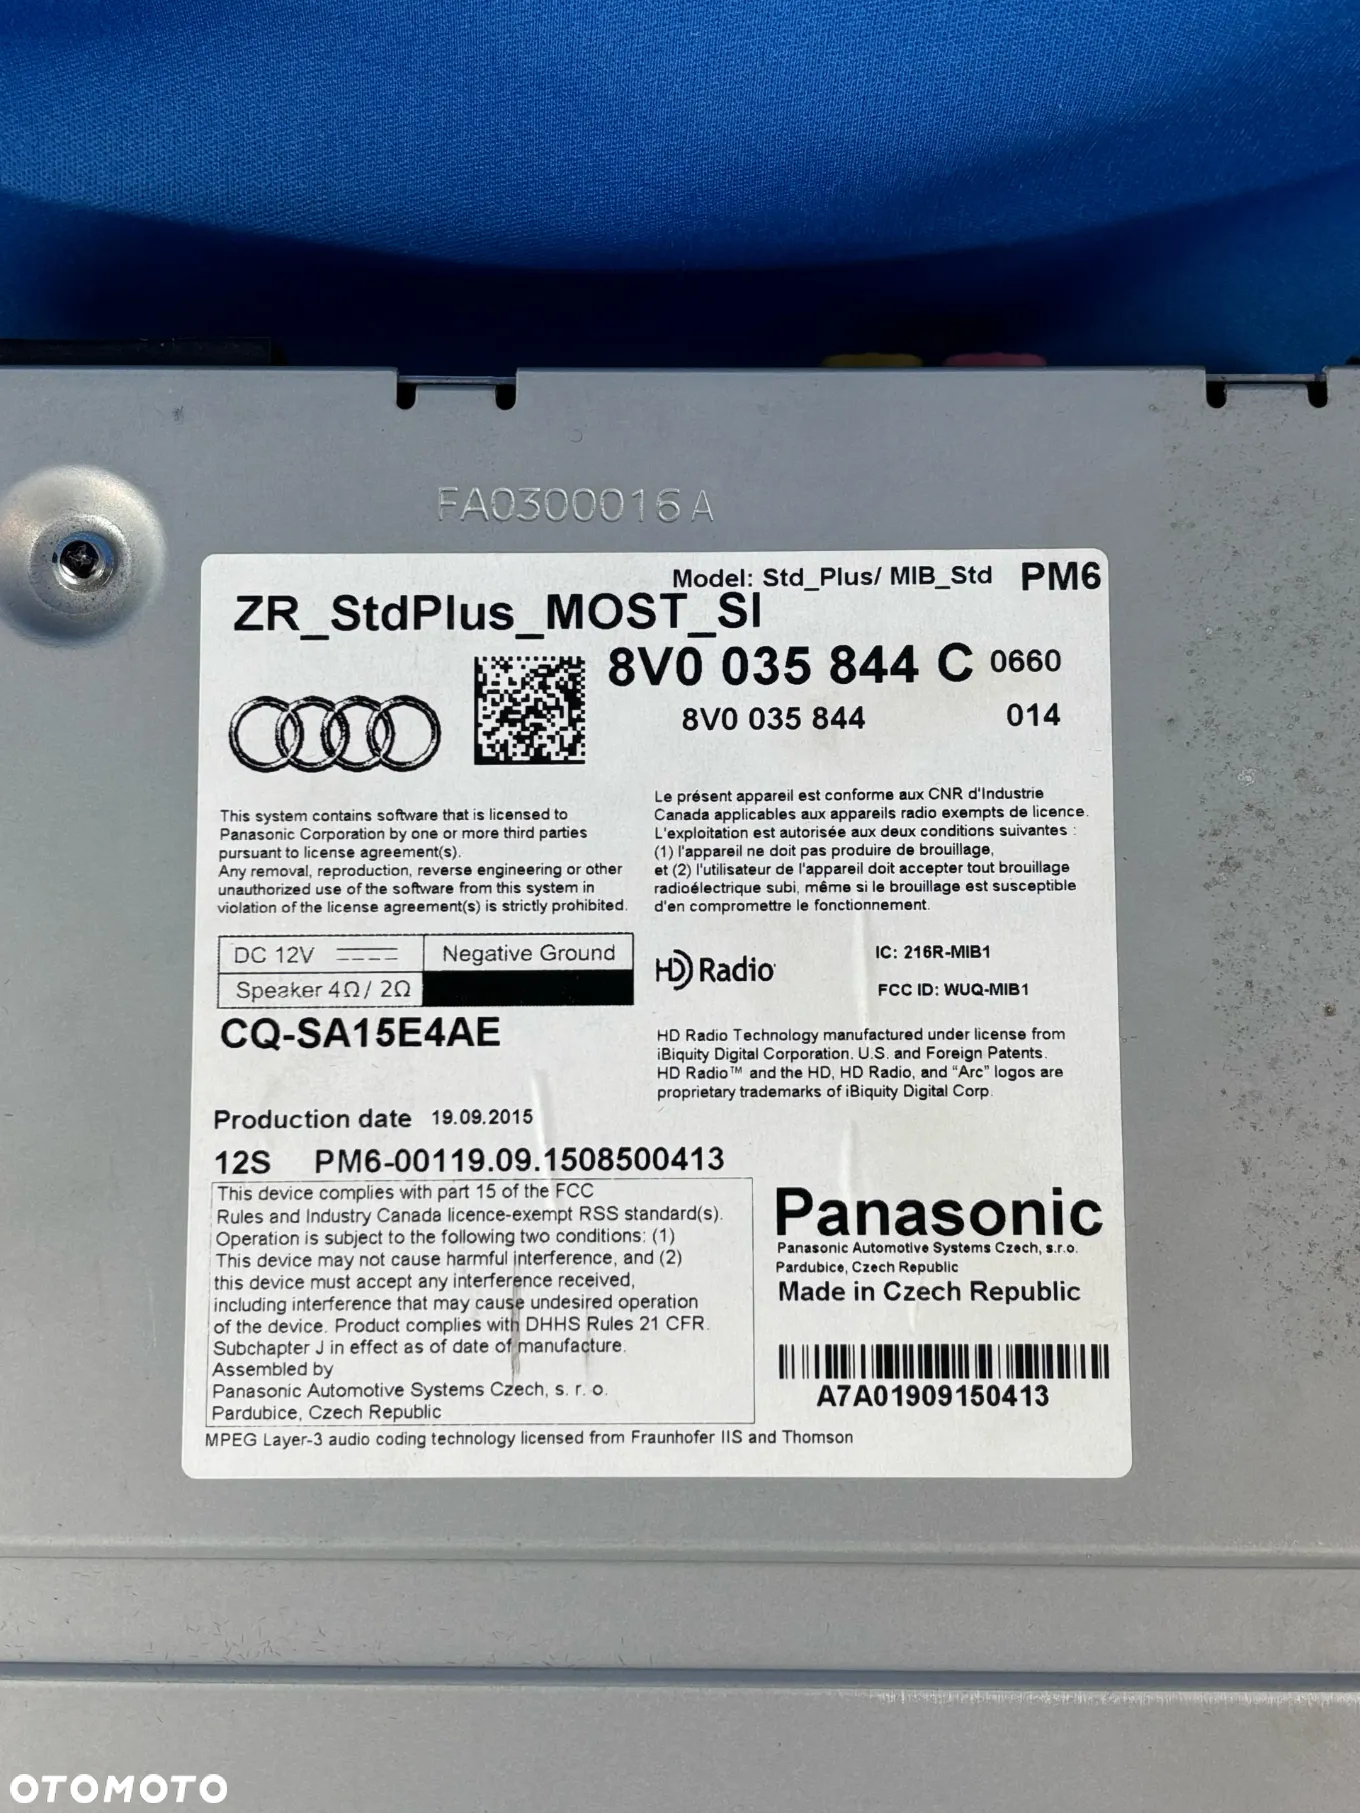 FA0300016A
Model: Std_Plus/ MIB_Std PM6
ZR_StdPlus_MOST_SI
8V0 035 844 C 0660
8V0 035 844 014
This system contains software that is licensed to
Panasonic Corporation by one or more third parties
pursuant to license agreement(s).
Any removal, reproduction, reverse engineering or other
unauthorized use of the software from this system in
violation of the license agreement(s) is strictly prohibited.
Le présent appareil est conforme aux CNR d'Industrie
Canada applicables aux appareils radio exempts de licence.
L'exploitation est autorisée aux deux conditions suivantes :
(1) l'appareil ne doit pas produire de brouillage,
et (2) l'utilisateur de l'appareil doit accepter tout brouillage
radioélectrique subi, même si le brouillage est susceptible
d'en compromettre le fonctionnement.
DC 12V Negative Ground
Speaker 4Ω/ 2Ω
HD Radio
IC: 216R-MIB1
FCC ID: WUQ-MIB1
CQ-SA15E4AE
HD Radio Technology manufactured under license from
iBiquity Digital Corporation. U.S. and Foreign Patents.
HD Radio™ and the HD, HD Radio, and “Arc” logos are
proprietary trademarks of iBiquity Digital Corp.
Production date 19.09.2015
12S PM6-00119.09.1508500413
This device complies with part 15 of the FCC
Rules and Industry Canada licence-exempt RSS standard(s).
Operation is subject to the following two conditions: (1)
This device may not cause harmful interference, and (2)
this device must accept any interference received,
including interference that may cause undesired operation
of the device. Product complies with DHHS Rules 21 CFR.
Subchapter J in effect as of date of manufacture.
Assembled by
Panasonic Automotive Systems Czech, s. r. o.
Pardubice, Czech Republic
Panasonic
Panasonic Automotive Systems Czech, s.r.o.
Pardubice, Czech Republic
Made in Czech Republic
A7A01909150413
MPEG Layer-3 audio coding technology licensed from Fraunhofer IIS and Thomson
OTOMOTO